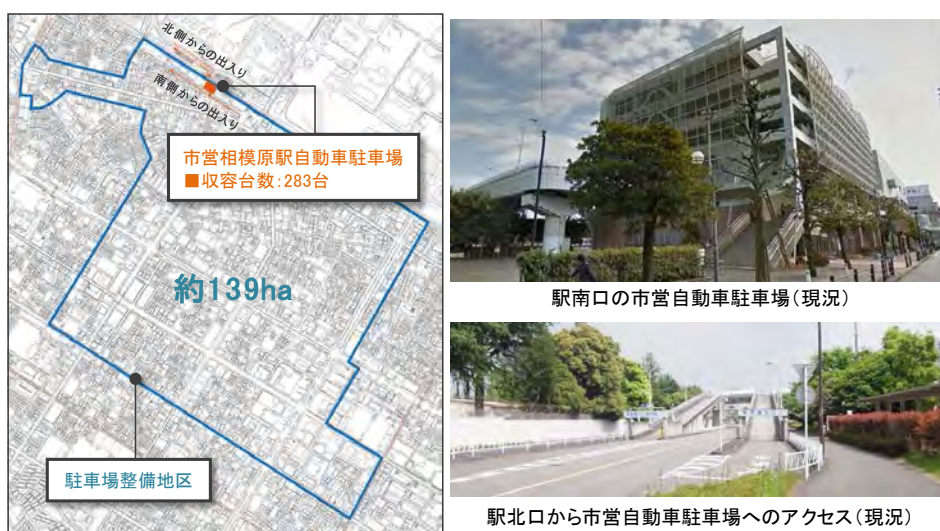 北側からの出入り
南側からの出入り
市営相模原駅自動車駐車場
■収容台数:283台
約139ha
駐車場整備地区
駅南口の市営自動車駐車場(現況)
駅北口から市営自動車駐車場へのアクセス(現況)